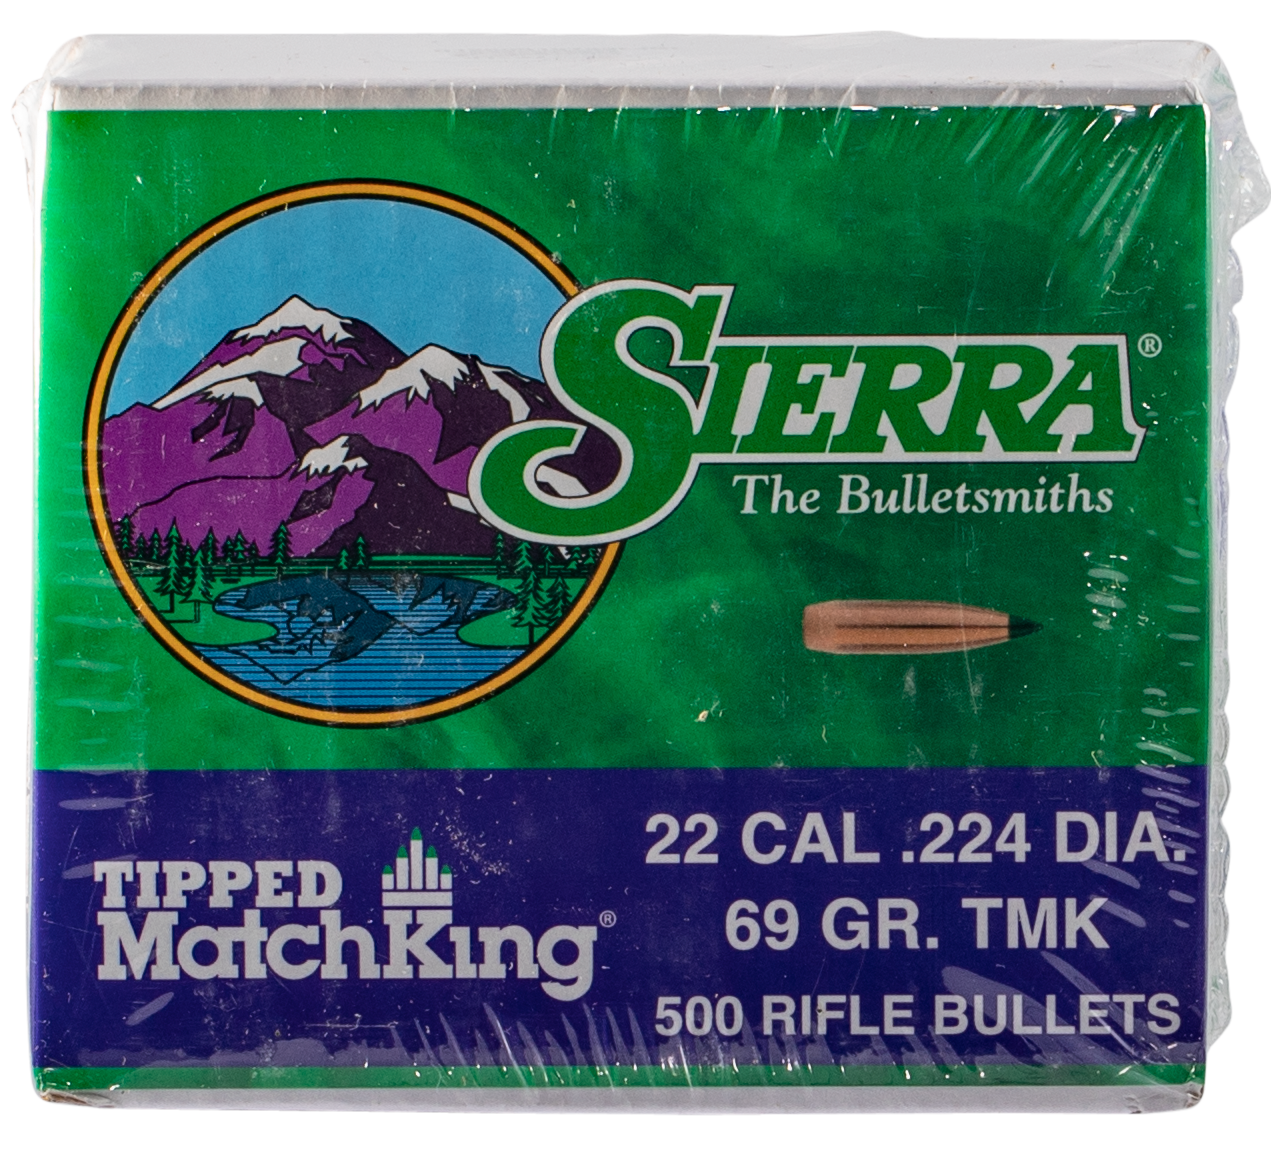 SIERRA®
The Bulletsmiths
TIPPED
MatchKing®
22 CAL .224 DIA.
69 GR. TMK
500 RIFLE BULLETS